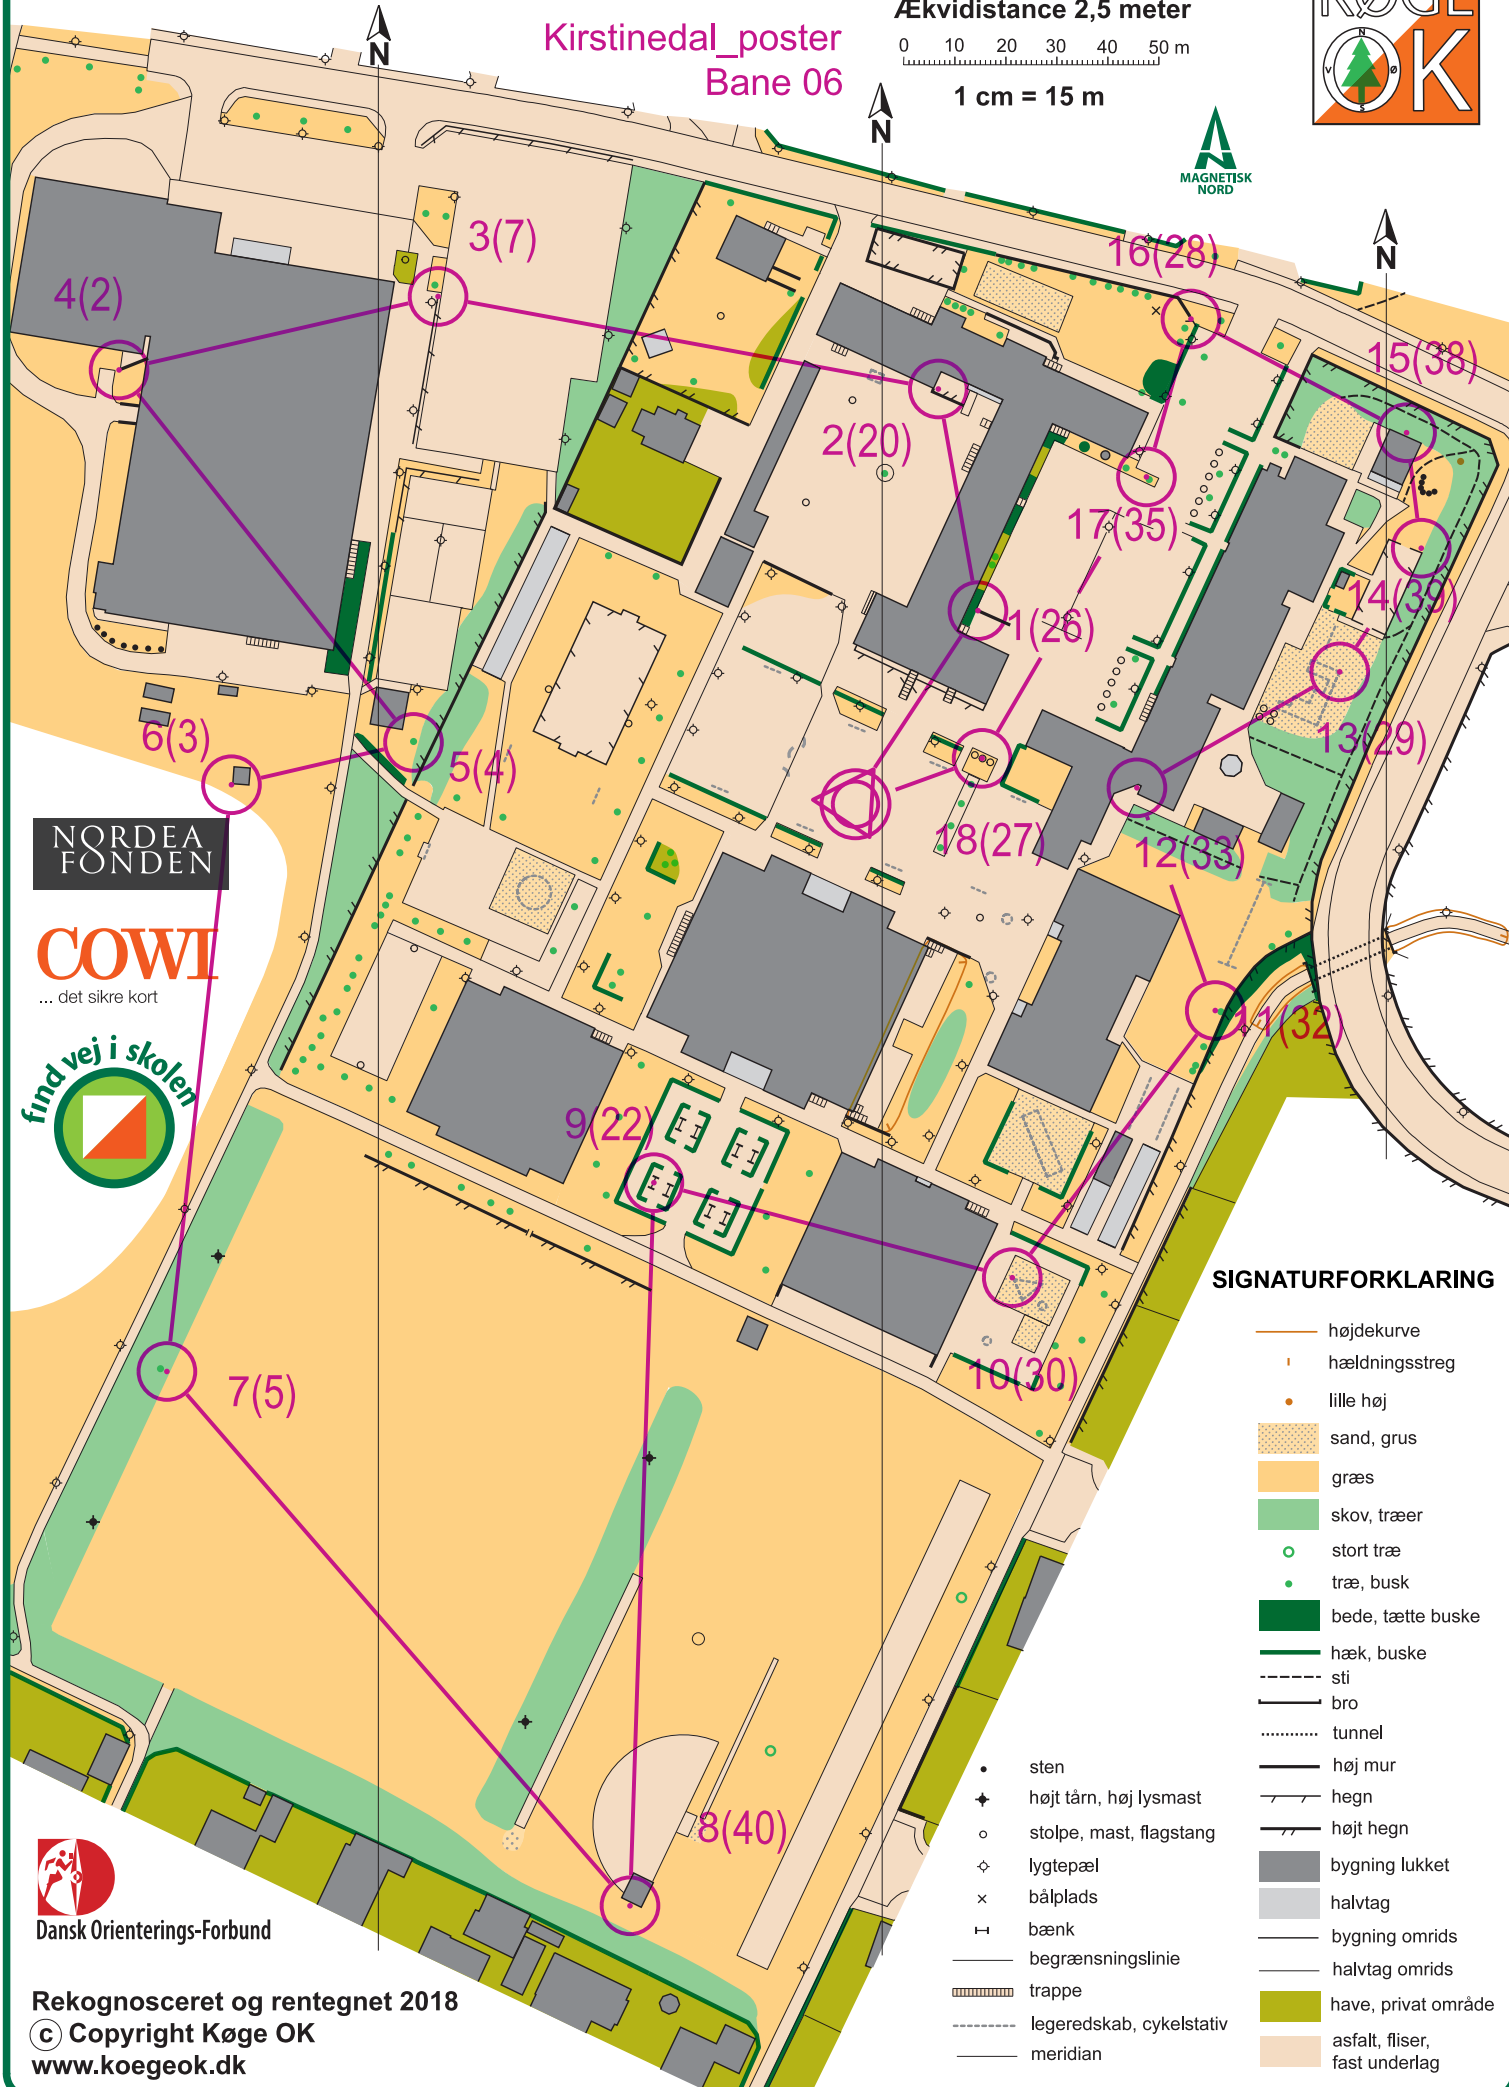 Ækvidistance 2,5 meter
0 10 20 30 40 50 m
1 cm = 15 m
Kirstinedal_poster
Bane 06
KØGE
OK
N
V
Ø
S
N
N
N
MAGNETISK
NORD
3(7)
4(2)
16(28)
15(38)
2(20)
17(35)
14(39)
1(26)
13(29)
6(3)
5(4)
18(27)
12(33)
11(32)
9(22)
10(30)
7(5)
8(40)
NORDEA
FONDEN
COWI
... det sikre kort
find vej i skolen
Dansk Orienterings-Forbund
Rekognosceret og rentegnet 2018
c Copyright Køge OK
www.koegeok.dk
SIGNATURFORKLARING
højdekurve
hældningsstreg
lille høj
sand, grus
græs
skov, træer
stort træ
træ, busk
bede, tætte buske
hæk, buske
sti
bro
tunnel
høj mur
hegn
højt hegn
bygning lukket
halvtag
bygning omrids
halvtag omrids
have, privat område
asfalt, fliser,
fast underlag
sten
højt tårn, høj lysmast
stolpe, mast, flagstang
lygtepæl
bålplads
bænk
begrænsningslinie
trappe
legeredskab, cykelstativ
meridian